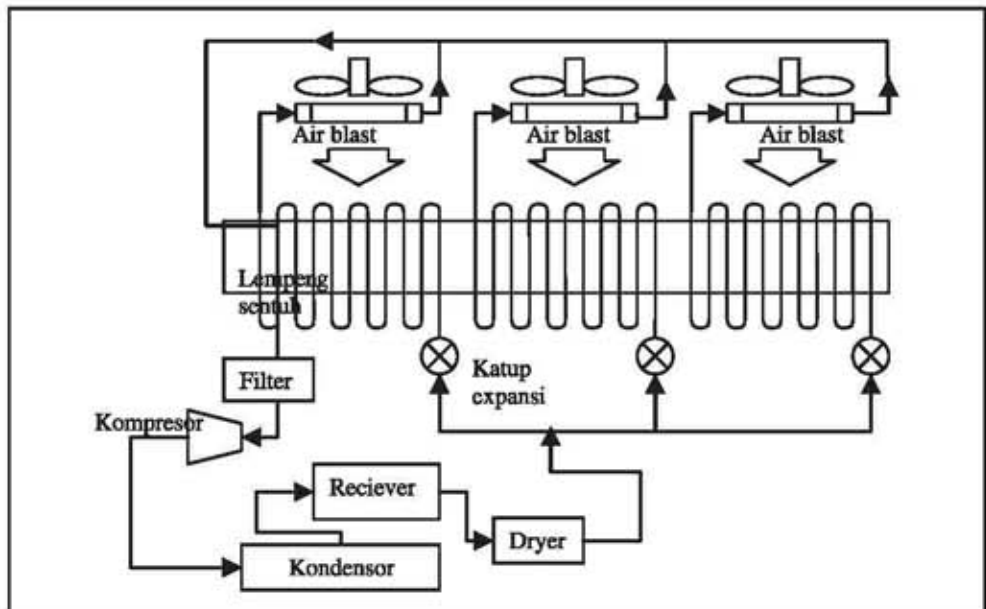 Air blast
Air blast
Air blast
Lempeng
sentuh
Filter
Katup
expansi
Kompresor
Reciever
Dryer
Kondensor